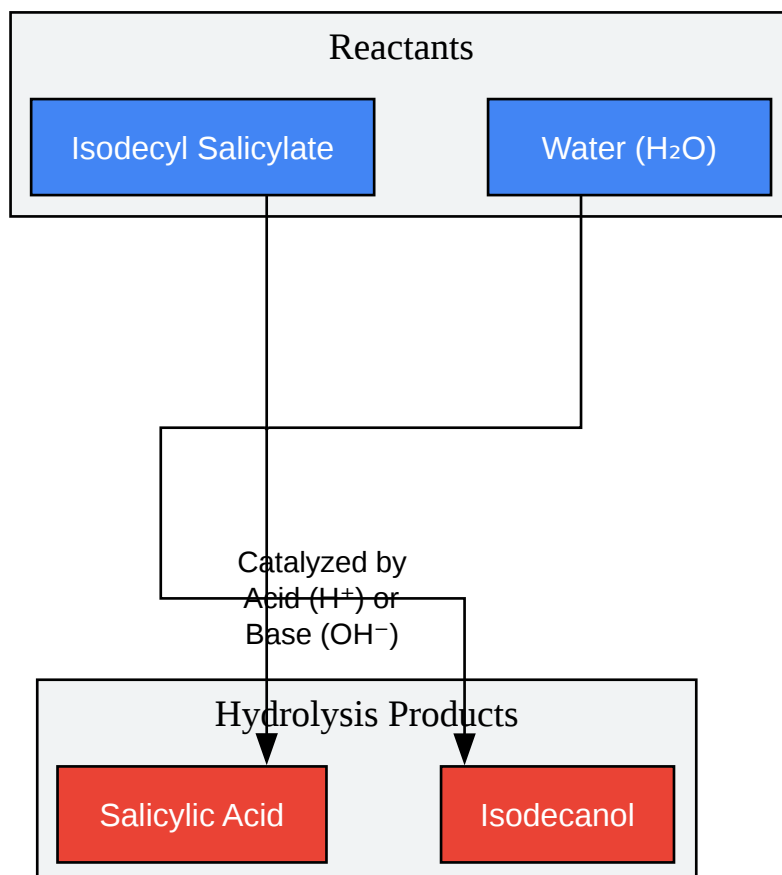 Reactants
Isodecyl Salicylate
Water (H₂O)
Catalyzed by
Acid (H⁺) or
Base (OH⁻)
Hydrolysis Products
Salicylic Acid
Isodecanol